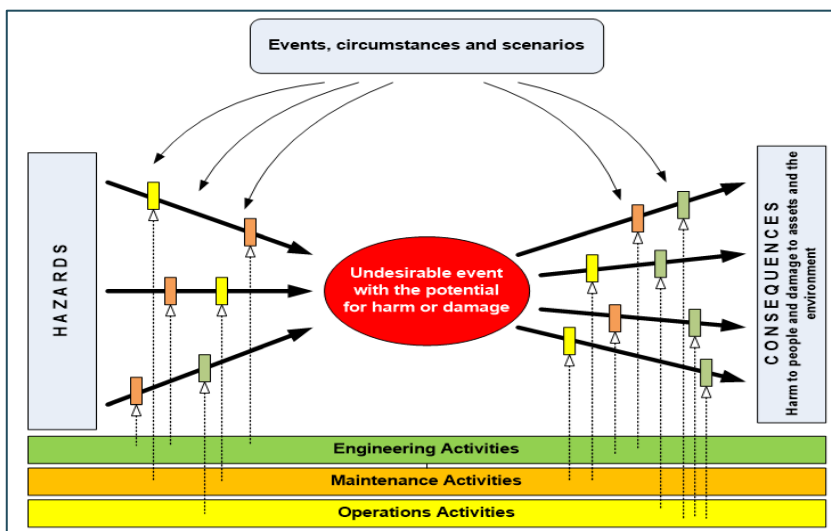 Events, circumstances and scenarios
HAZARDS
Undesirable event
with the potential
for harm or damage
CONSEQUENCES
Harm to people and damage to assets and the
environment
Engineering Activities
Maintenance Activities
Operations Activities